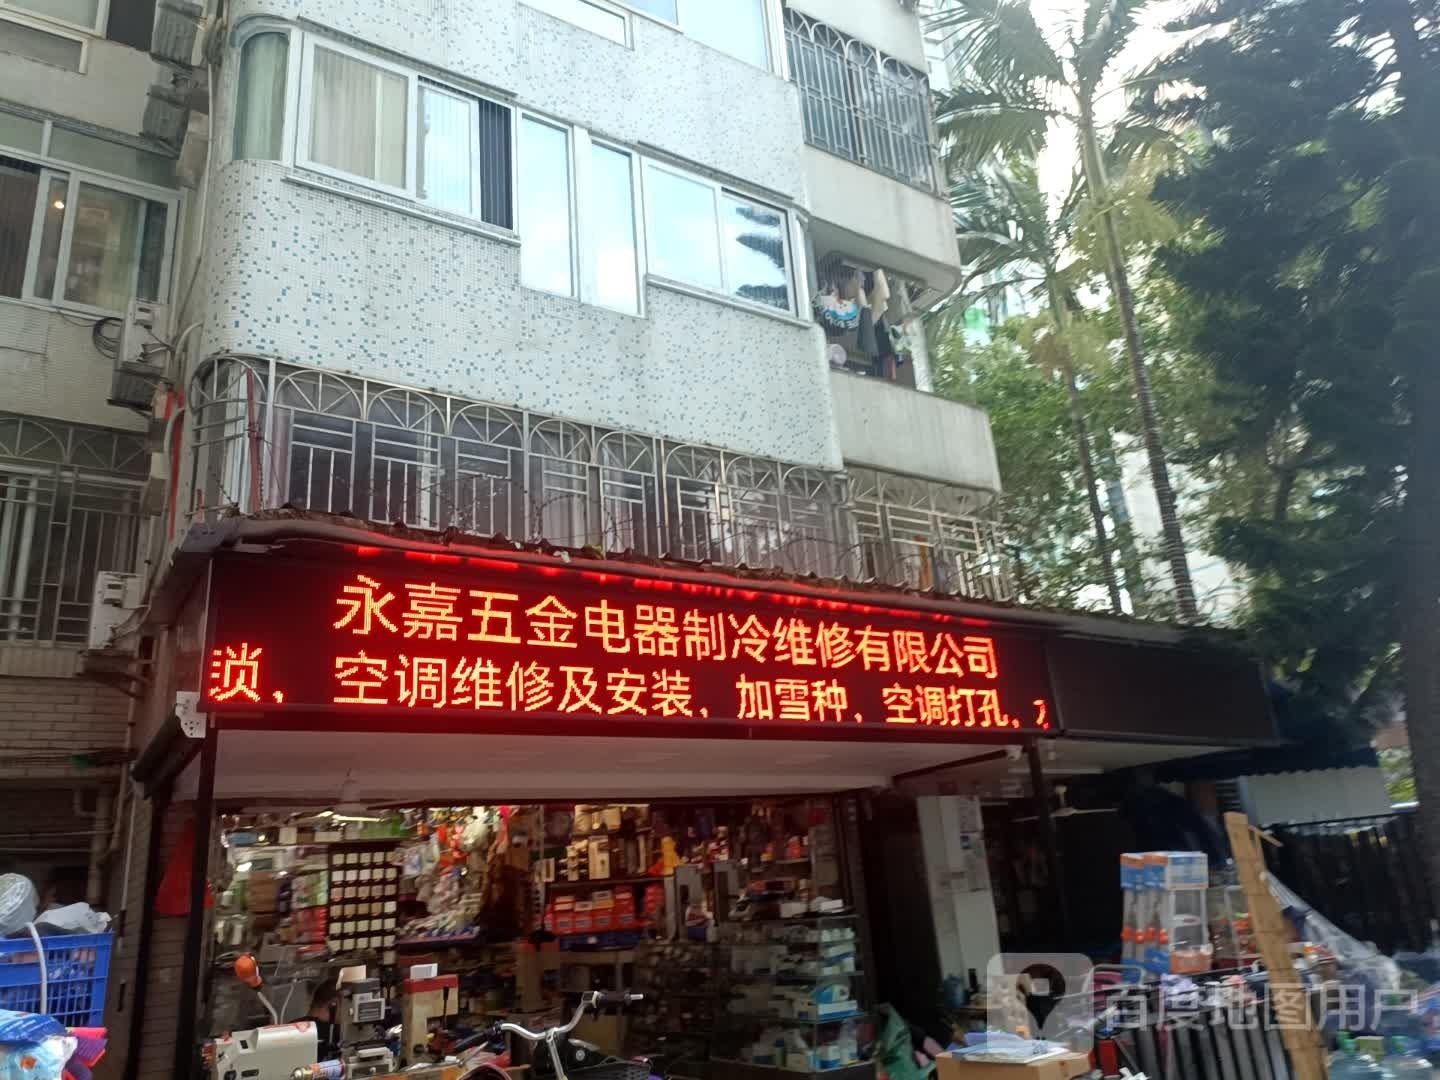 永嘉五金电器制冷维修有限公司
锁，空调维修及安装，加雪种，空调打孔，
百度地图用户